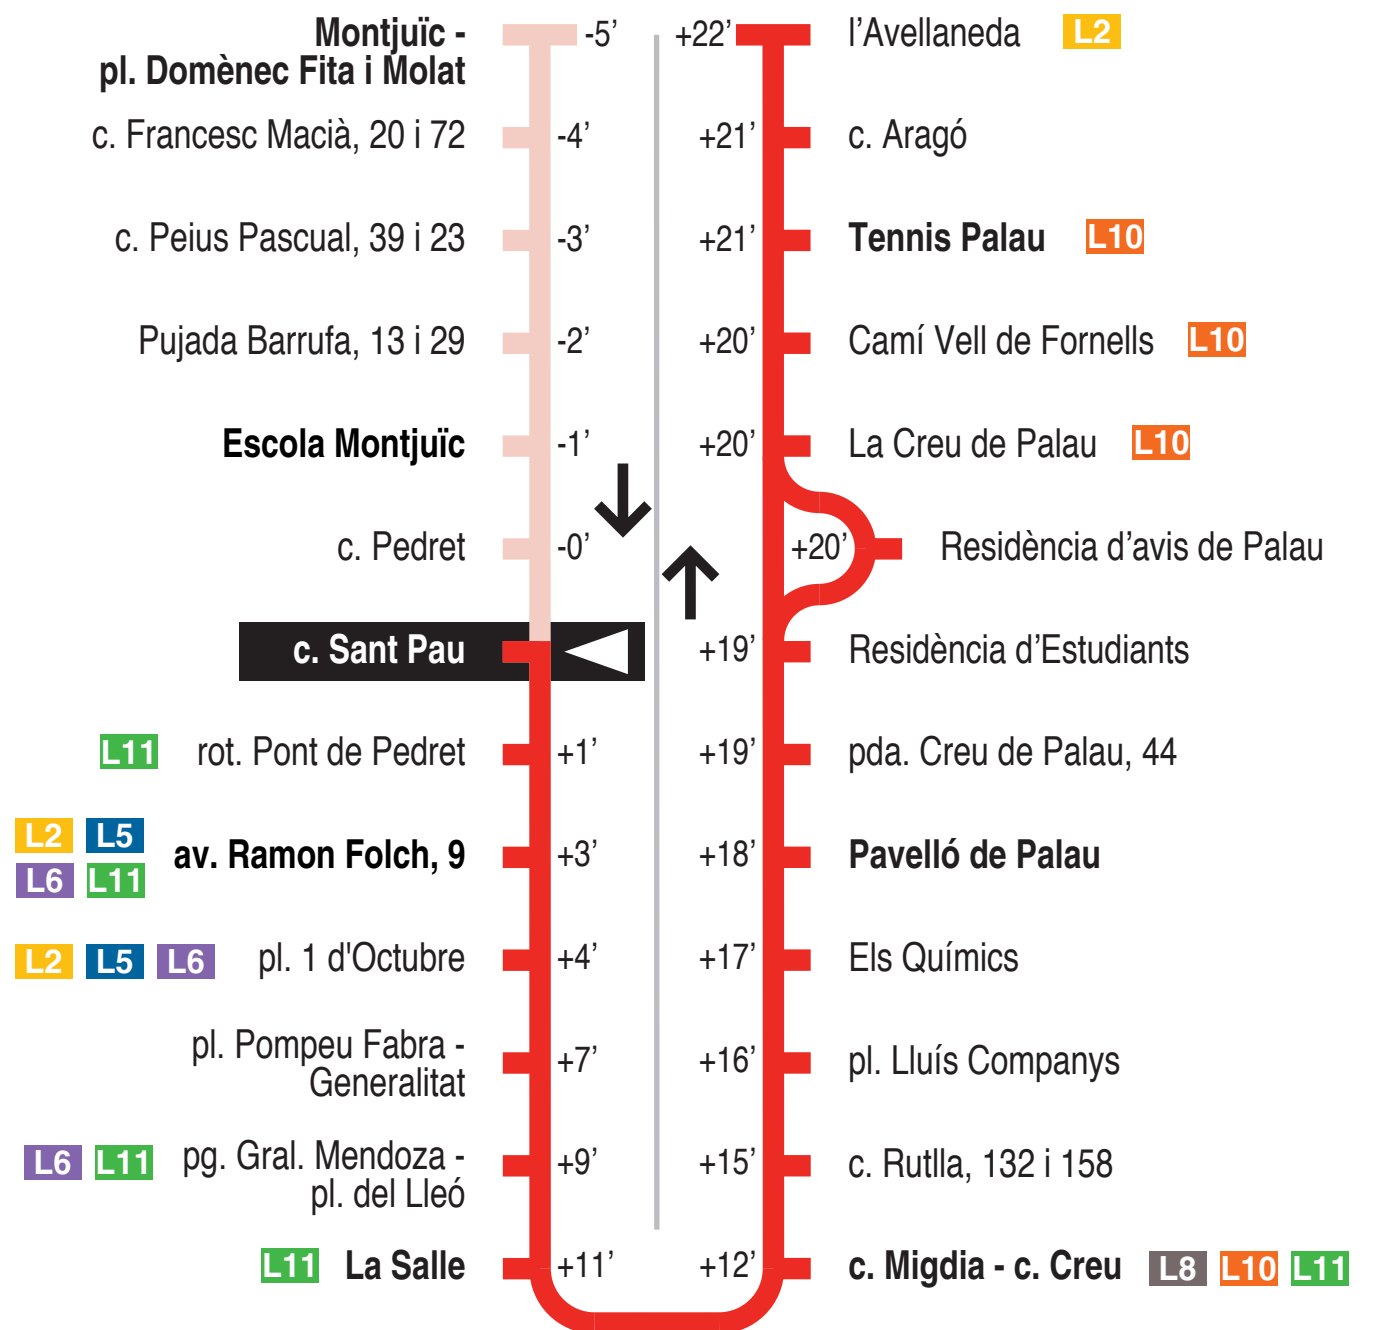 Montjuïc -
pl. Domènec Fita i Molat
-5’
c. Francesc Macià, 20 i 72
-4’
c. Peius Pascual, 39 i 23
-3’
Pujada Barrufa, 13 i 29
-2’
Escola Montjuïc
-1’
c. Pedret
-0’
c. Sant Pau
L11
rot. Pont de Pedret
+1’
L2 L5
L6 L11
av. Ramon Folch, 9
+3’
L2 L5 L6
pl. 1 d'Octubre
+4’
pl. Pompeu Fabra -
Generalitat
+7’
L6 L11
pg. Gral. Mendoza -
pl. del Lleó
+9’
L11
La Salle
+11’
+22’
l’Avellaneda
L2
+21’
c. Aragó
+21’
Tennis Palau
L10
+20’
Camí Vell de Fornells
L10
+20’
La Creu de Palau
L10
+20’
Residència d’avis de Palau
+19’
Residència d’Estudiants
+19’
pda. Creu de Palau, 44
+18’
Pavelló de Palau
+17’
Els Químics
+16’
pl. Lluís Companys
+15’
c. Rutlla, 132 i 158
+12’
c. Migdia - c. Creu
L8 L10 L11